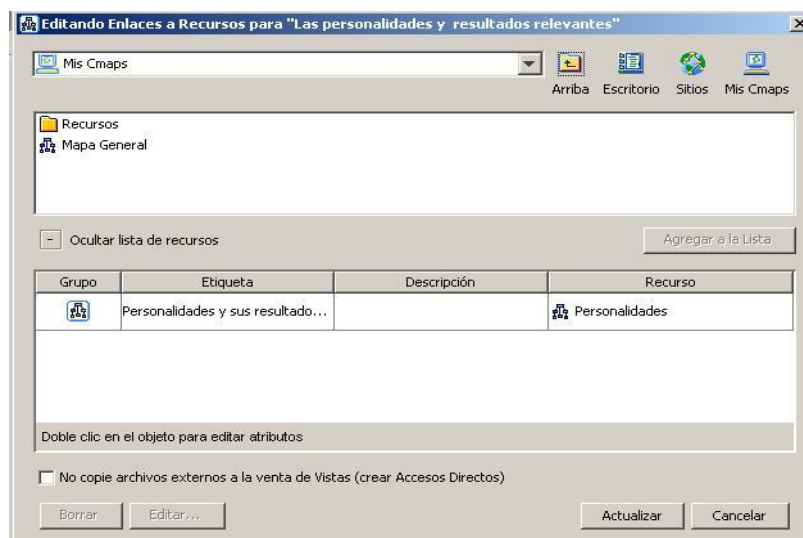 Editando Enlaces a Recursos para "Las personalidades y resultados relevantes"
Mis Cmaps
Arriba Escritorio Sitios Mis Cmaps
Recursos
Mapa General
- Ocultar lista de recursos
Agregar a la Lista
Grupo Etiqueta Descripción Recurso
Personalidades y sus resultado... Personalidades
Doble clic en el objeto para editar atributos
No copie archivos externos a la venta de Vistas (crear Accesos Directos)
Borrar Editar... Actualizar Cancelar